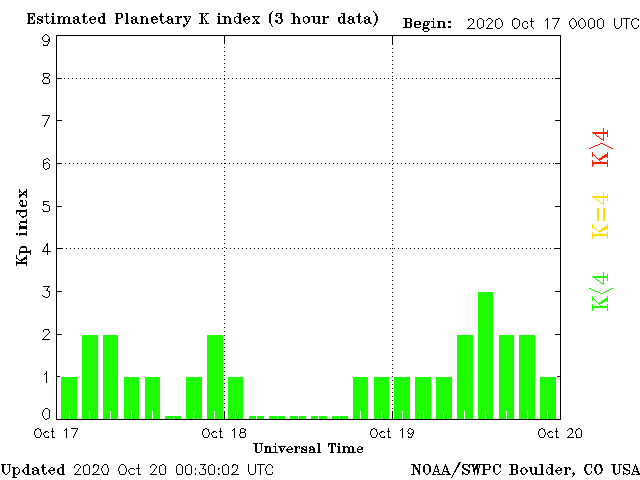 Estimated Planetary K index (3 hour data)
Begin: 2020 Oct 17 0000 UTC
9
8
7
6
5
4
3
2
1
0
Kp index
K>4
K=4
K<4
Oct 17
Oct 18
Oct 19
Oct 20
Universal Time
Updated 2020 Oct 20 00:30:02 UTC
NOAA/SWPC Boulder, CO USA